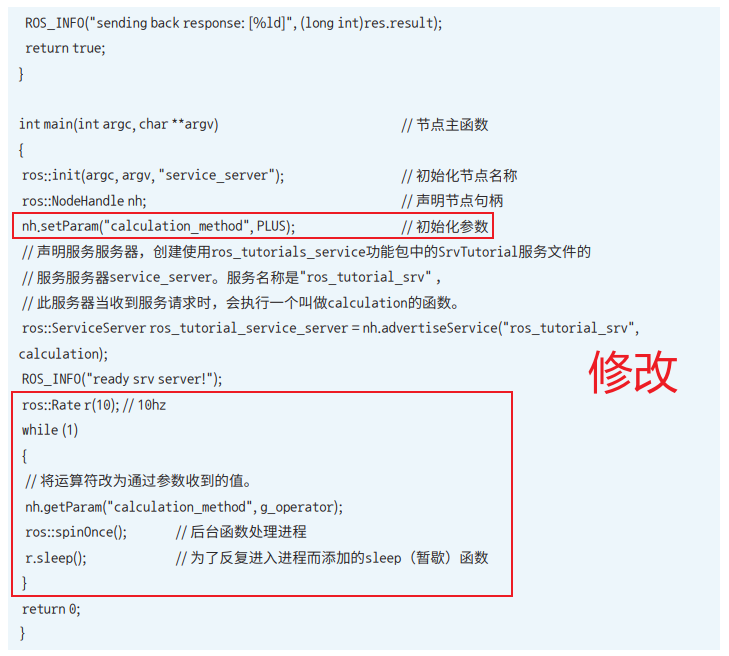 ROS_INFO("sending back response: [%ld]", (long int)res.result);
return true;
}
int main(int argc, char **argv) // 节点主函数
{
ros::init(argc, argv, "service_server"); // 初始化节点名称
ros::NodeHandle nh; // 声明节点句柄
nh.setParam("calculation_method", PLUS); // 初始化参数
// 声明服务服务器，创建使用ros_tutorials_service功能包中的SrvTutorial服务文件的
// 服务服务器service_server。服务名称是"ros_tutorial_srv"，
// 此服务器当收到服务请求时，会执行一个叫做calculation的函数。
ros::ServiceServer ros_tutorial_service_server = nh.advertiseService("ros_tutorial_srv",
calculation);
ROS_INFO("ready srv server!");
修改
ros::Rate r(10); // 10hz
while (1)
{
// 将运算符改为通过参数收到的值。
nh.getParam("calculation_method", g_operator);
ros::spinOnce(); // 后台函数处理进程
r.sleep(); // 为了反复进入进程而添加的sleep（暂歇）函数
}
return 0;
}